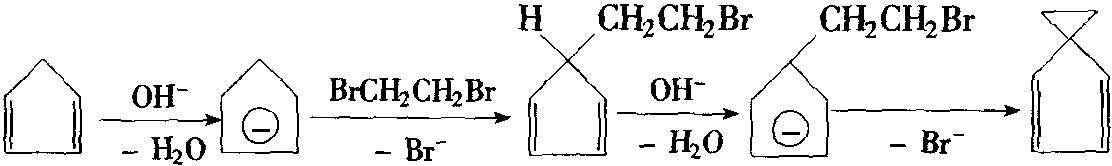 H CH₂CH₂Br CH₂CH₂Br
OH⁻ BrCH₂CH₂Br OH⁻
− H₂O − Br⁻ − H₂O − Br⁻